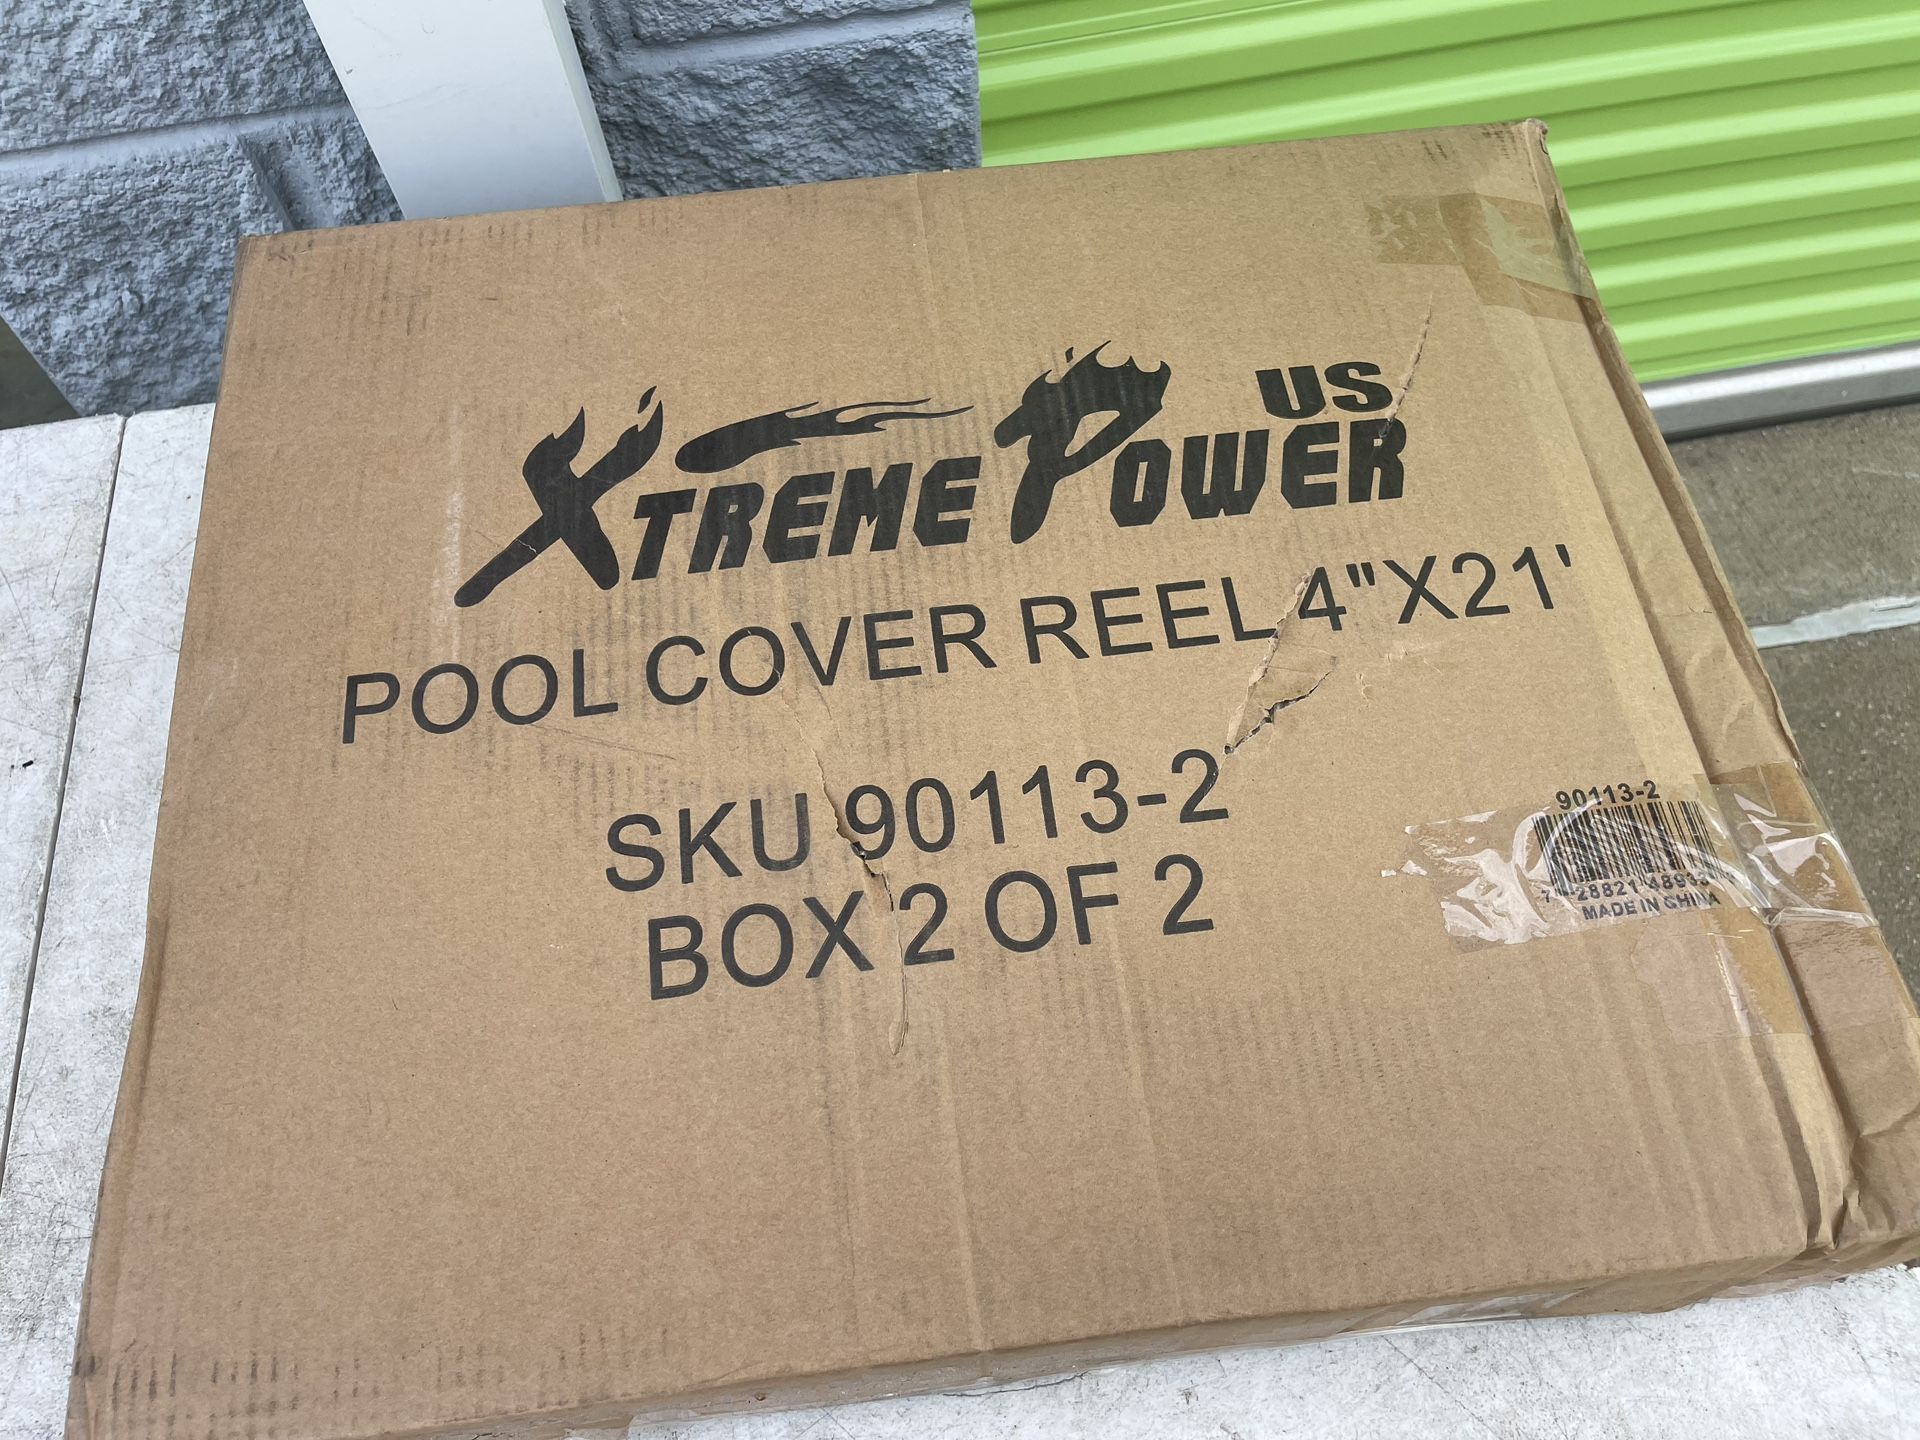 XTREME POWER US
POOL COVER REEL 4"X21'
SKU 90113-2
BOX 2 OF 2
90113-2
28821
MADE IN CHINA